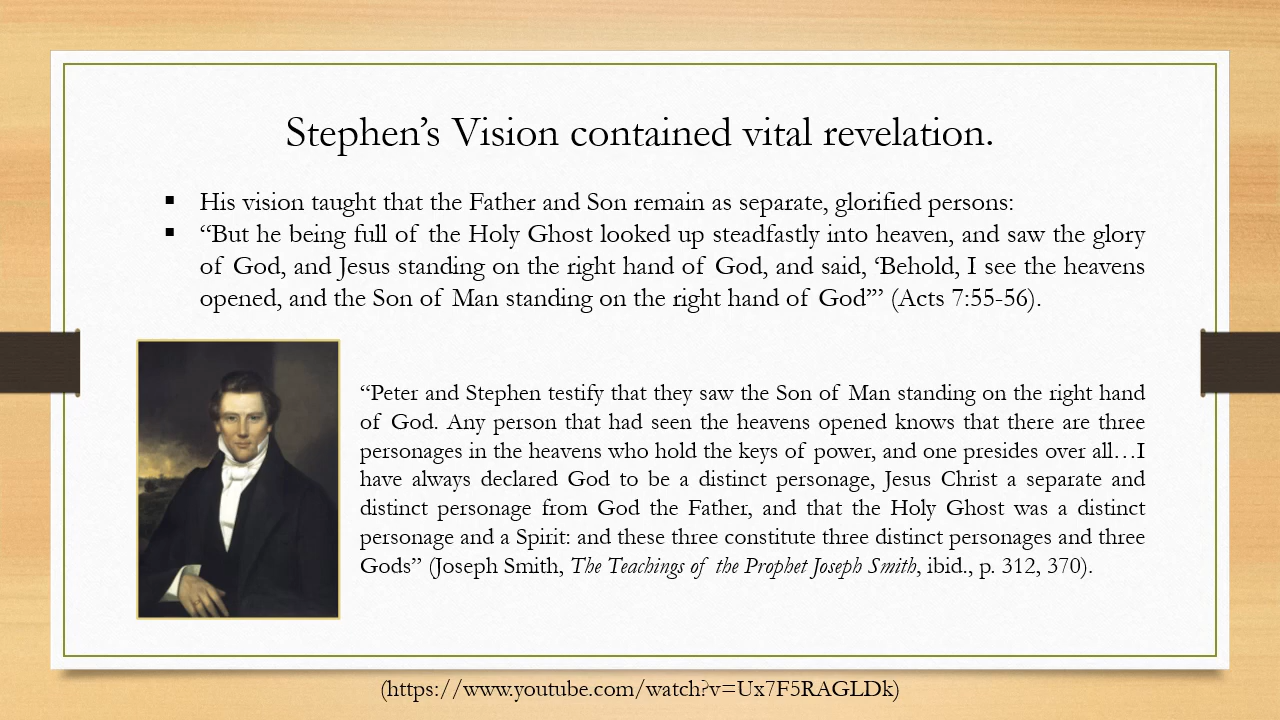 Stephen’s Vision contained vital revelation.
▪ His vision taught that the Father and Son remain as separate, glorified persons:
▪ “But he being full of the Holy Ghost looked up steadfastly into heaven, and saw the glory
of God, and Jesus standing on the right hand of God, and said, ‘Behold, I see the heavens
opened, and the Son of Man standing on the right hand of God’” (Acts 7:55-56).
“Peter and Stephen testify that they saw the Son of Man standing on the right hand
of God. Any person that had seen the heavens opened knows that there are three
personages in the heavens who hold the keys of power, and one presides over all…I
have always declared God to be a distinct personage, Jesus Christ a separate and
distinct personage from God the Father, and that the Holy Ghost was a distinct
personage and a Spirit: and these three constitute three distinct personages and three
Gods” (Joseph Smith, The Teachings of the Prophet Joseph Smith, ibid., p. 312, 370).
(https://www.youtube.com/watch?v=Ux7F5RAGLDk)